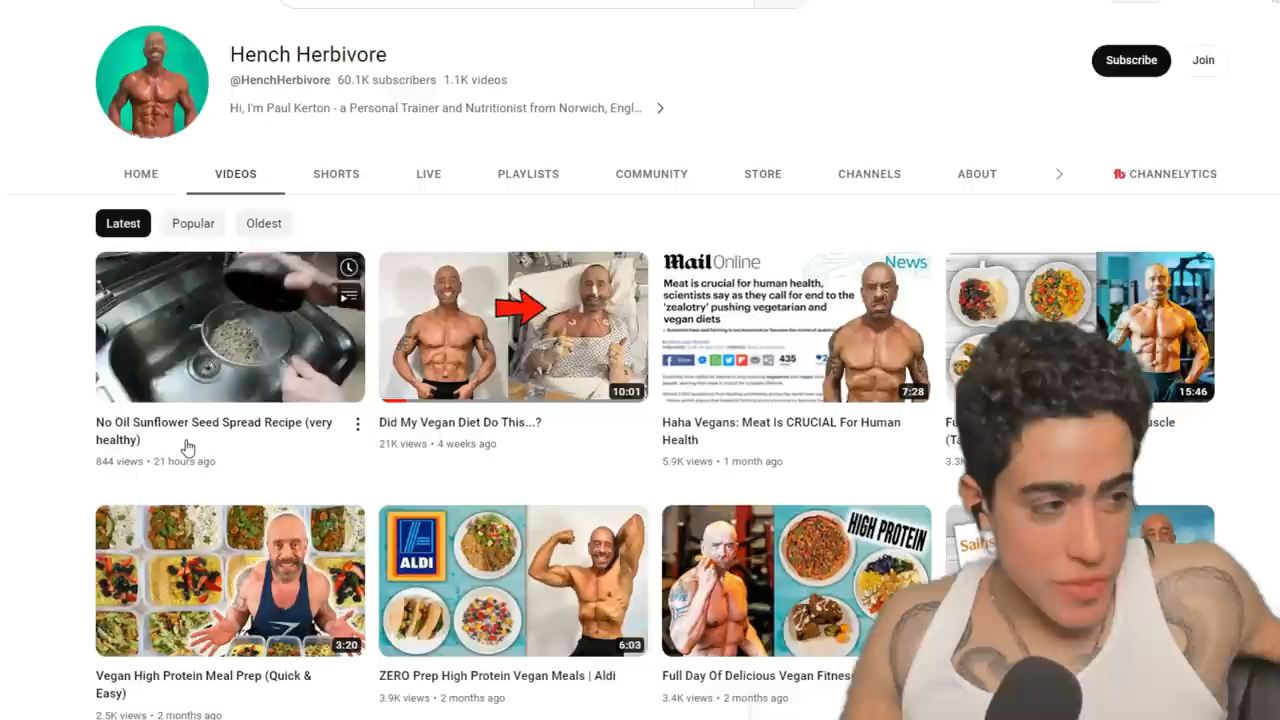 Hench Herbivore
@HenchHerbivore 60.1K subscribers 1.1K videos
Hi, I'm Paul Kerton - a Personal Trainer and Nutritionist from Norwich, Engl...
Subscribe
Join
HOME
VIDEOS
SHORTS
LIVE
PLAYLISTS
COMMUNITY
STORE
CHANNELS
ABOUT
CHANNELYTICS
Latest
Popular
Oldest
10:01
Mail Online
News
Meat is crucial for human health,
scientists say as they call for end to the
'zealotry' pushing vegetarian and
vegan diets
435
7:28
15:46
No Oil Sunflower Seed Spread Recipe (very
healthy)
844 views • 21 hours ago
Did My Vegan Diet Do This...?
21K views • 4 weeks ago
Haha Vegans: Meat Is CRUCIAL For Human
Health
5.9K views • 1 month ago
3.3K
3:20
ALDI
6:03
HIGH PROTEIN
Vegan High Protein Meal Prep (Quick &
Easy)
2.5K views • 2 months ago
ZERO Prep High Protein Vegan Meals | Aldi
3.9K views • 2 months ago
Full Day Of Delicious Vegan Fitness
3.4K views • 2 months ago